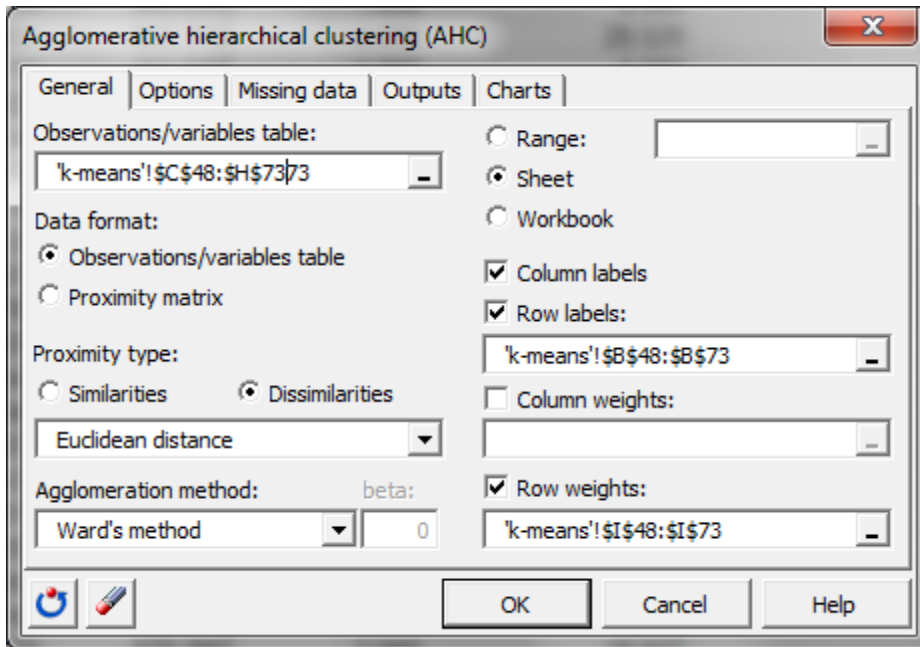 Agglomerative hierarchical clustering (AHC)
General Options Missing data Outputs Charts
Observations/variables table:
'k-means'!$C$48:$H$7373
Data format:
Observations/variables table
Proximity matrix
Proximity type:
Similarities Dissimilarities
Euclidean distance
Agglomeration method: beta:
Ward's method 0
Range:
Sheet
Workbook
Column labels
Row labels:
'k-means'!$B$48:$B$73
Column weights:
Row weights:
'k-means'!$I$48:$I$73
OK Cancel Help